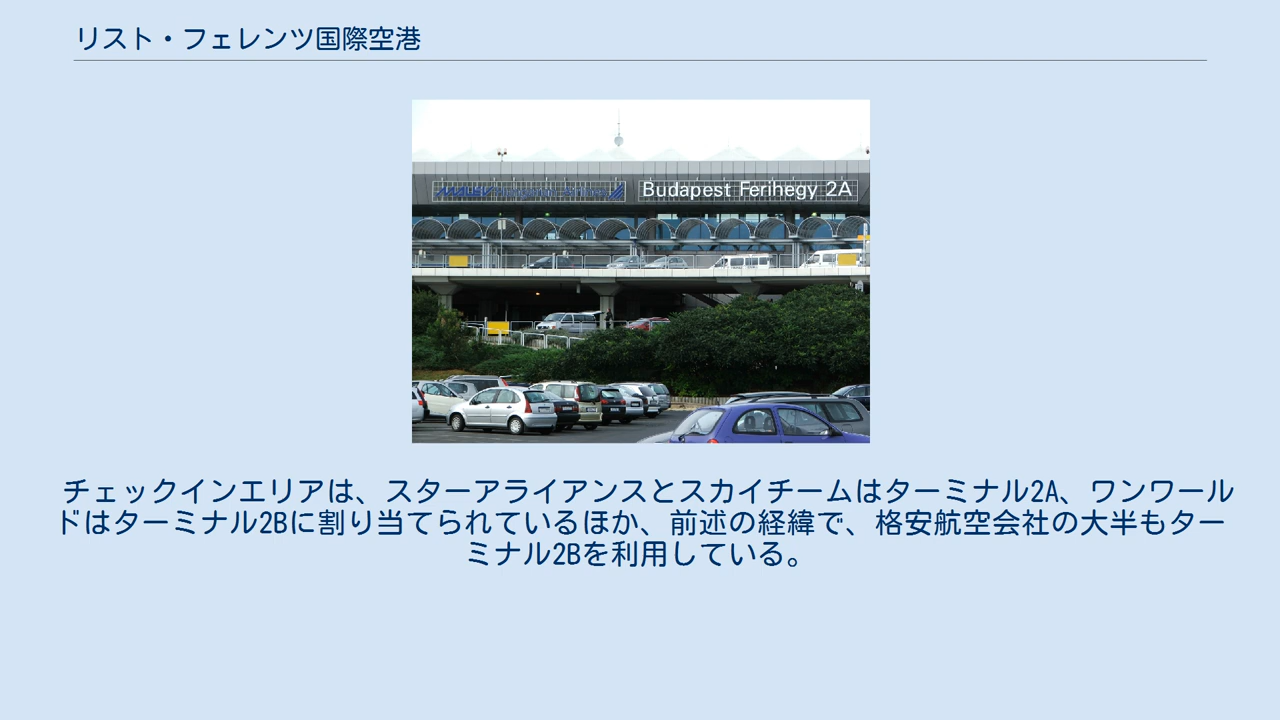 リスト・フェレンツ国際空港
MALEV Hungarian Airlines
Budapest Ferihegy 2A
チェックインエリアは、スターアライアンスとスカイチームはターミナル2A、ワンワール
ドはターミナル2Bに割り当てられているほか、前述の経緯で、格安航空会社の大半もター
ミナル2Bを利用している。